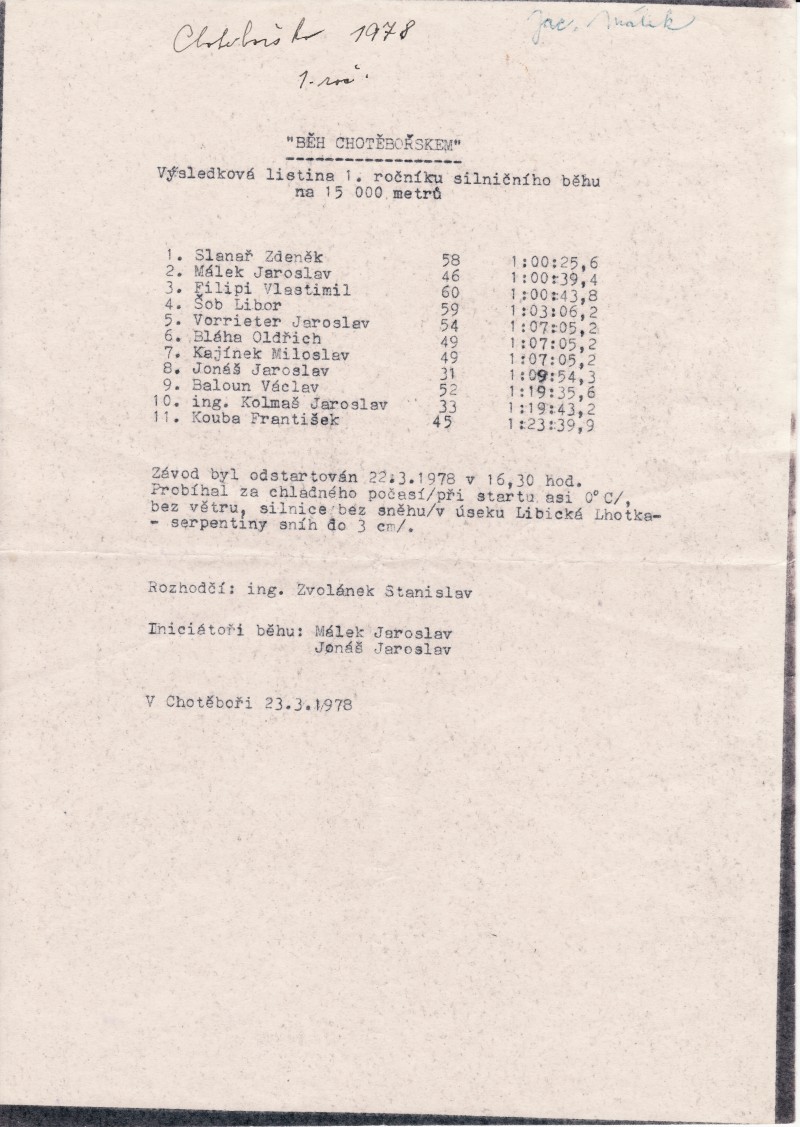 Chotebořsko 1978
Jar. Málek
1. roč.
"BĚH CHOTĚBOŘSKEM"
Výsledková listina 1. ročníku silničního běhu
na 15 000 metrů
1. Slanař Zdeněk 58 1:00:25,6
2. Málek Jaroslav 46 1:00:39,4
3. Filipi Vlastimil 60 1:00:43,8
4. Šob Libor 59 1:03:06,2
5. Vorrieter Jaroslav 54 1:07:05,2
6. Bláha Oldřich 49 1:07:05,2
7. Kajínek Miloslav 49 1:07:05,2
8. Jonáš Jaroslav 31 1:09:54,3
9. Baloun Václav 52 1:19:35,6
10. ing. Kolmaš Jaroslav 33 1:19:43,2
11. Kouba František 45 1:23:39,9
Závod byl odstartován 22.3.1978 v 16,30 hod.
Probíhal za chladného počasí/při startu asi 0°C/,
bez větru, silnice bez sněhu/v úseku Libická Lhotka-
- serpentiny sníh do 3 cm/.
Rozhodčí: ing. Zvolánek Stanislav
Iniciátoři běhu: Málek Jaroslav
Jonáš Jaroslav
V Chotěboři 23.3.1978